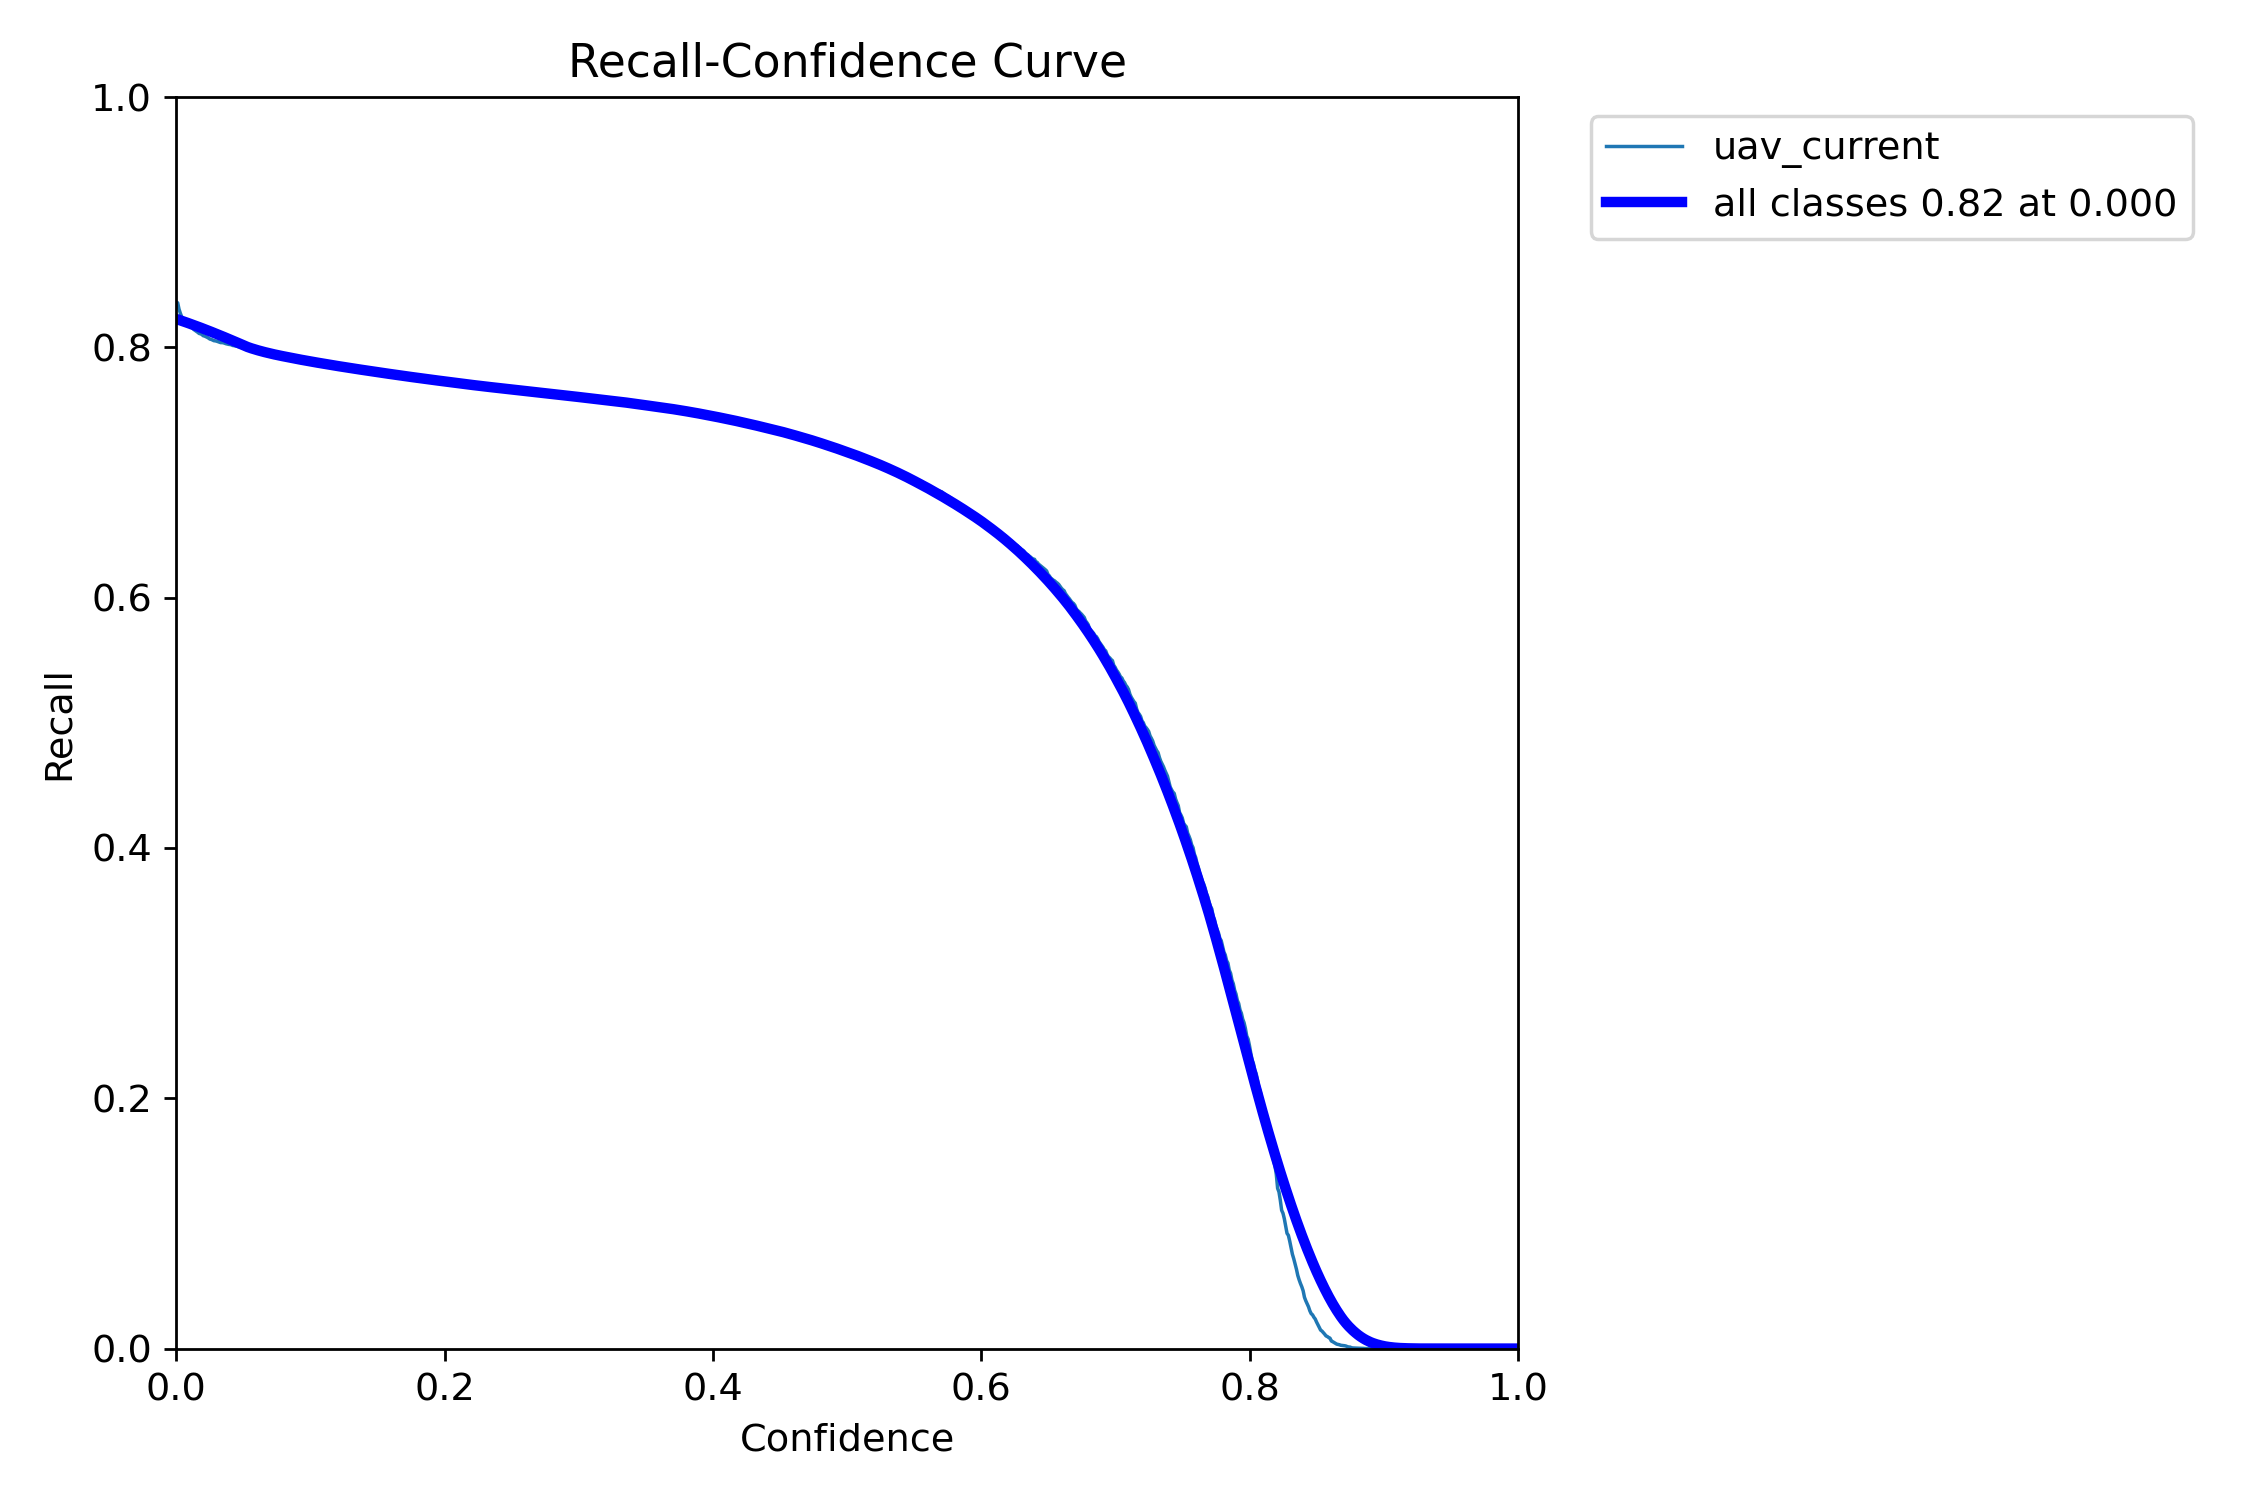 Recall-Confidence Curve
1.0
0.8
0.6
0.4
0.2
0.0
Recall
0.0 0.2 0.4 0.6 0.8 1.0
Confidence
uav_current
all classes 0.82 at 0.000